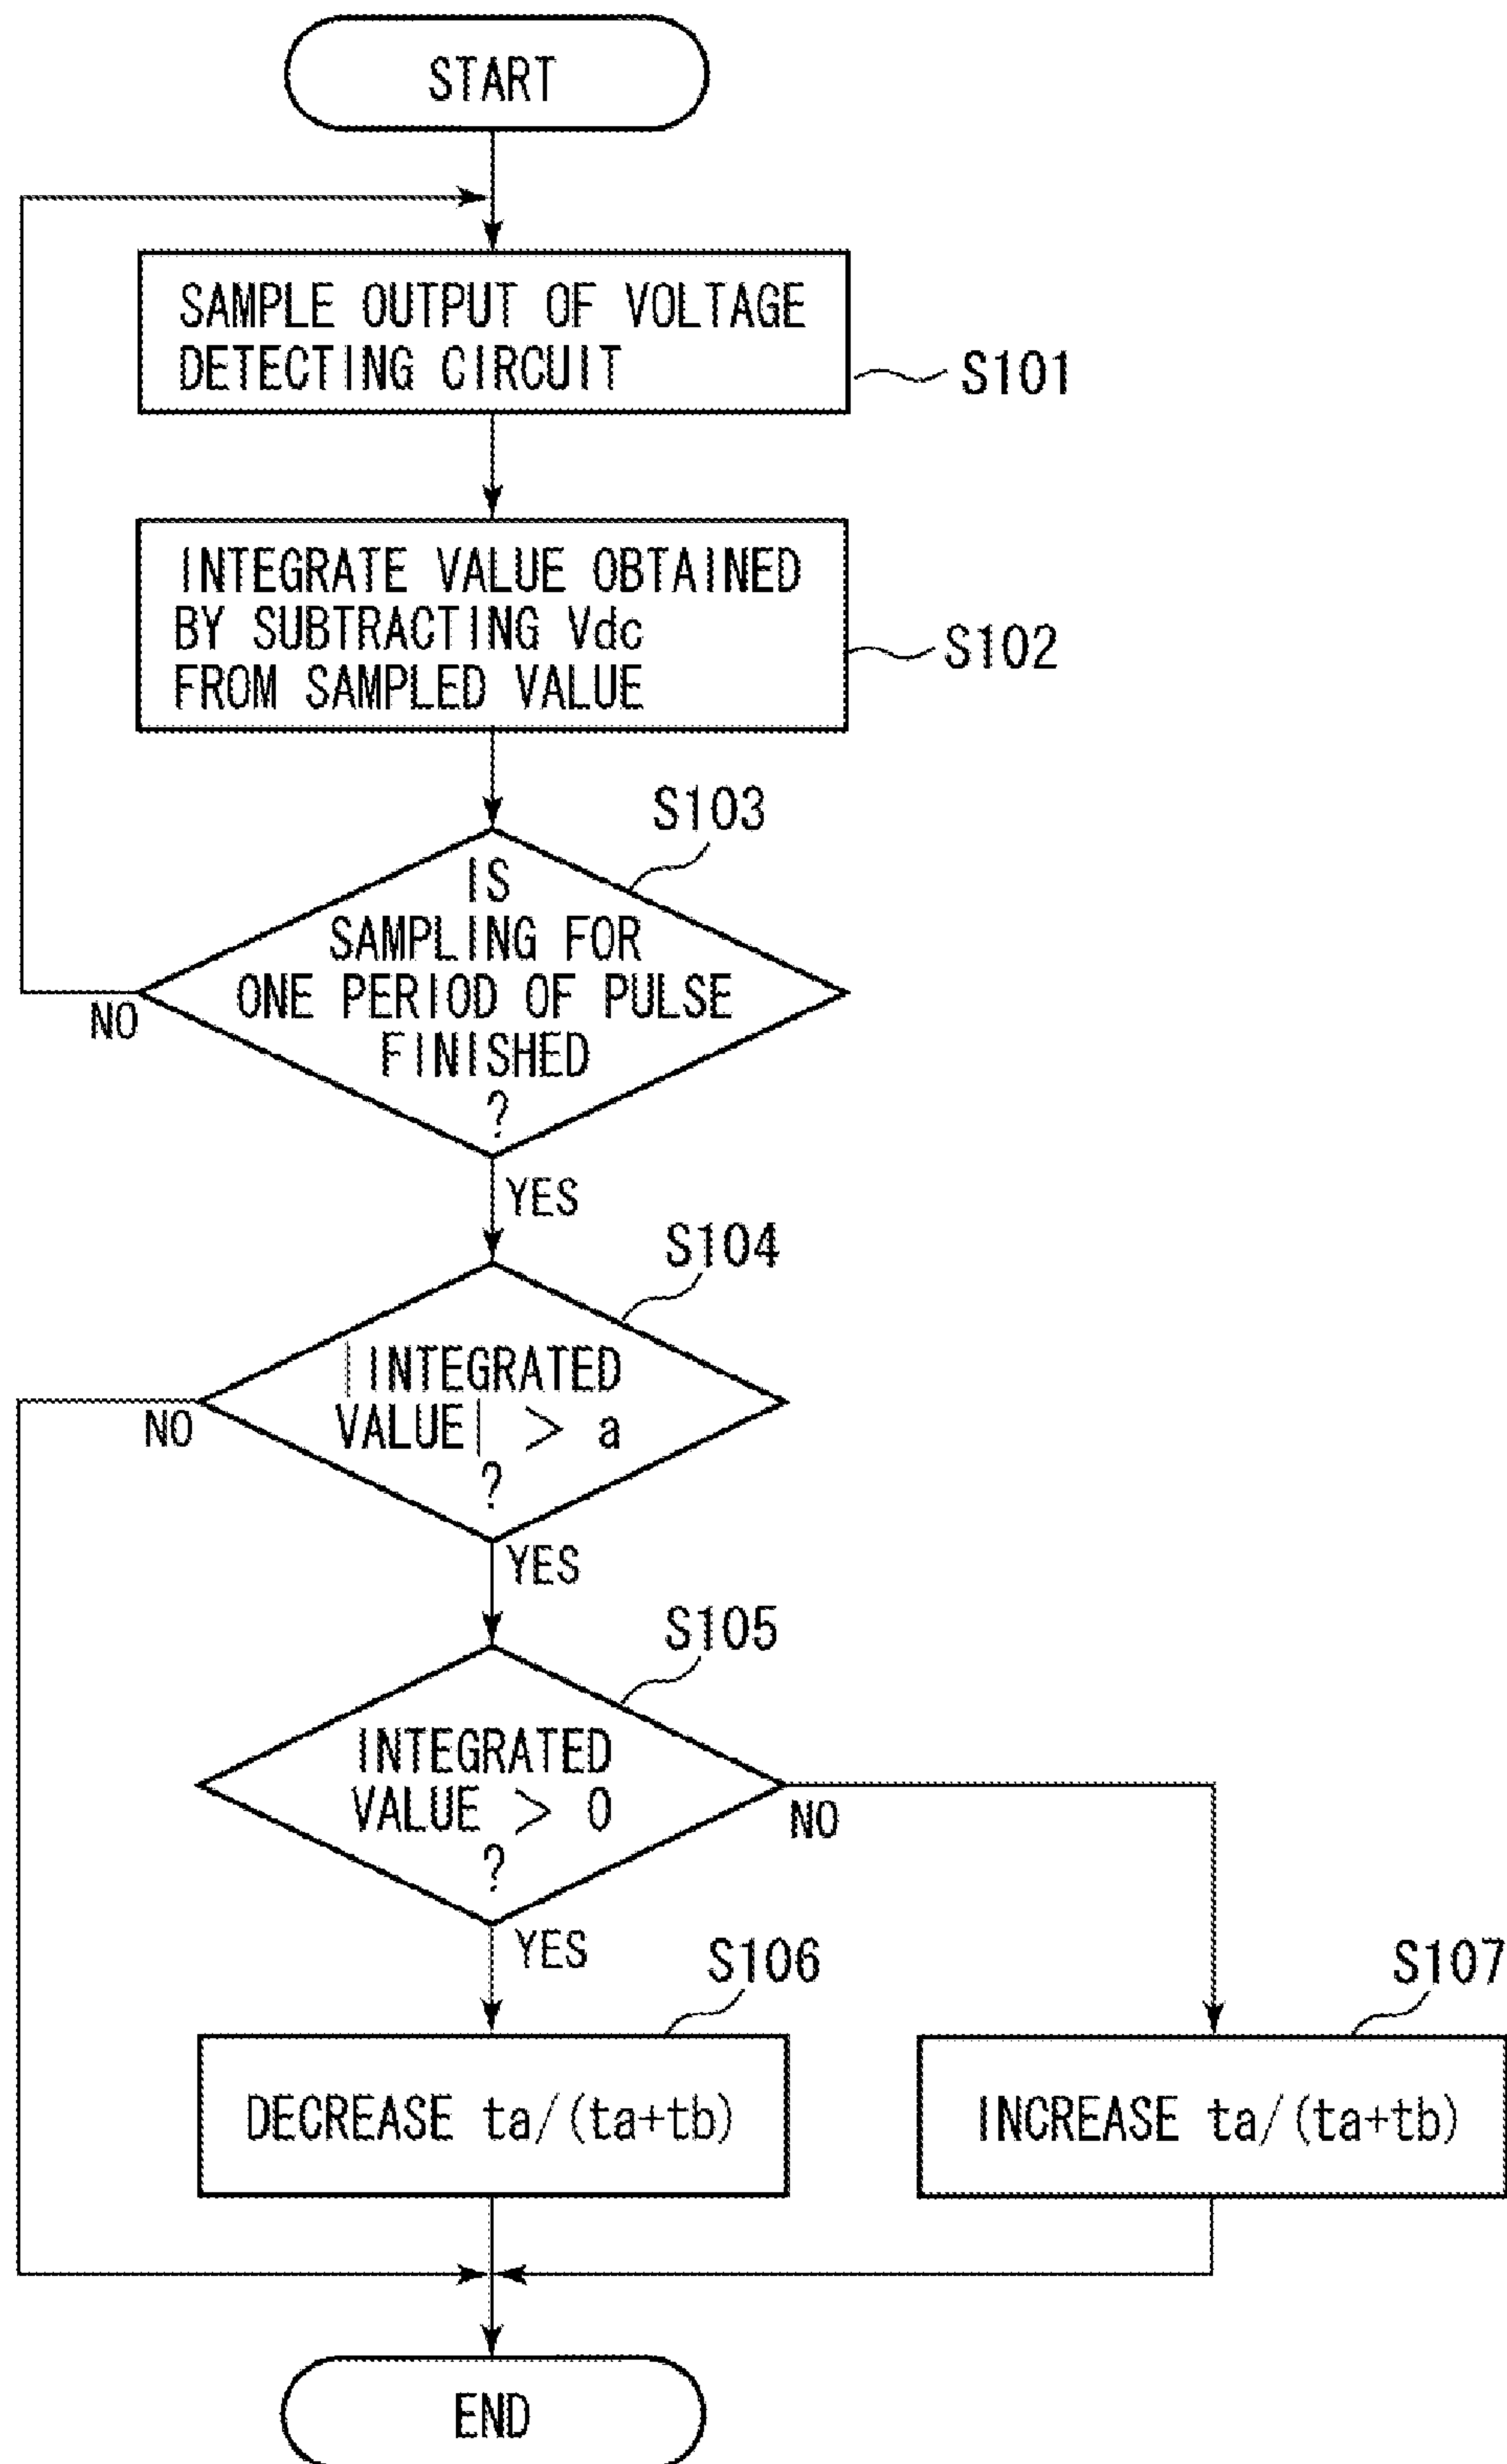 START
SAMPLE OUTPUT OF VOLTAGE
DETECTING CIRCUIT
S101
INTEGRATE VALUE OBTAINED
BY SUBTRACTING Vdc
FROM SAMPLED VALUE
S102
S103
IS
SAMPLING FOR
ONE PERIOD OF PULSE
FINISHED
?
NO
YES
S104
|INTEGRATED
VALUE| > a
?
NO
YES
S105
INTEGRATED
VALUE > 0
?
NO
YES
S106
S107
DECREASE ta/(ta+tb)
INCREASE ta/(ta+tb)
END